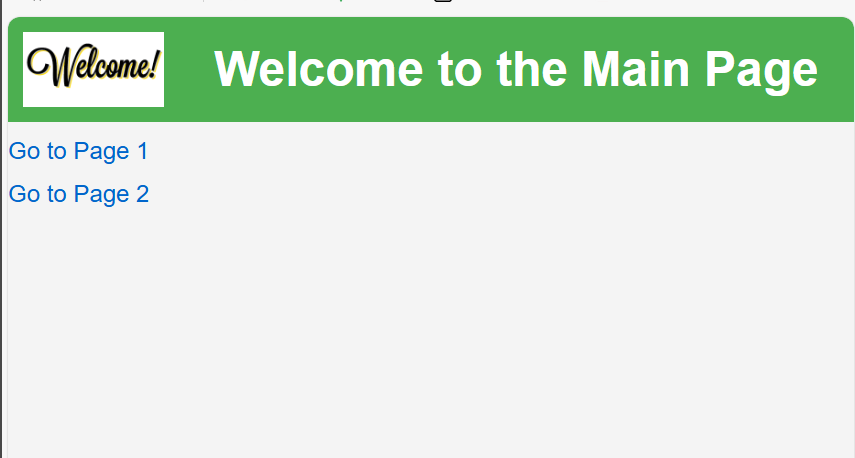 Welcome!
Welcome to the Main Page
Go to Page 1
Go to Page 2